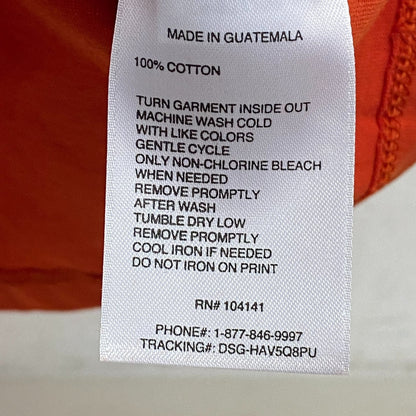 MADE IN GUATEMALA
100% COTTON
TURN GARMENT INSIDE OUT
MACHINE WASH COLD
WITH LIKE COLORS
GENTLE CYCLE
ONLY NON-CHLORINE BLEACH
WHEN NEEDED
REMOVE PROMPTLY
AFTER WASH
TUMBLE DRY LOW
REMOVE PROMPTLY
COOL IRON IF NEEDED
DO NOT IRON ON PRINT
RN# 104141
PHONE#: 1-877-846-9997
TRACKING#: DSG-HAV5Q8PU